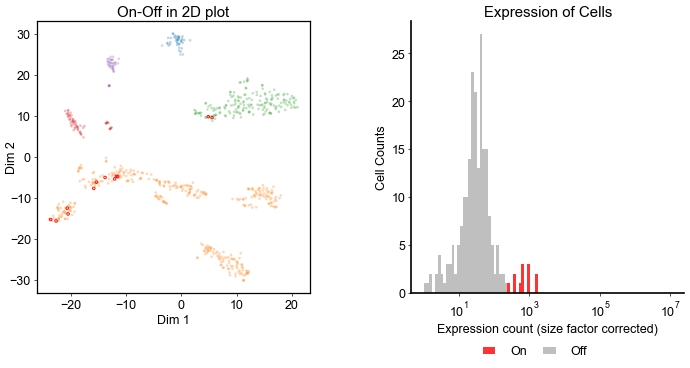 On-Off in 2D plot
30
20
10
0
−10
−20
−30
Dim 2
−20 −10 0 10 20
Dim 1
Expression of Cells
25
20
15
10
5
0
Cell Counts
10^1 10^3 10^5 10^7
Expression count (size factor corrected)
On Off